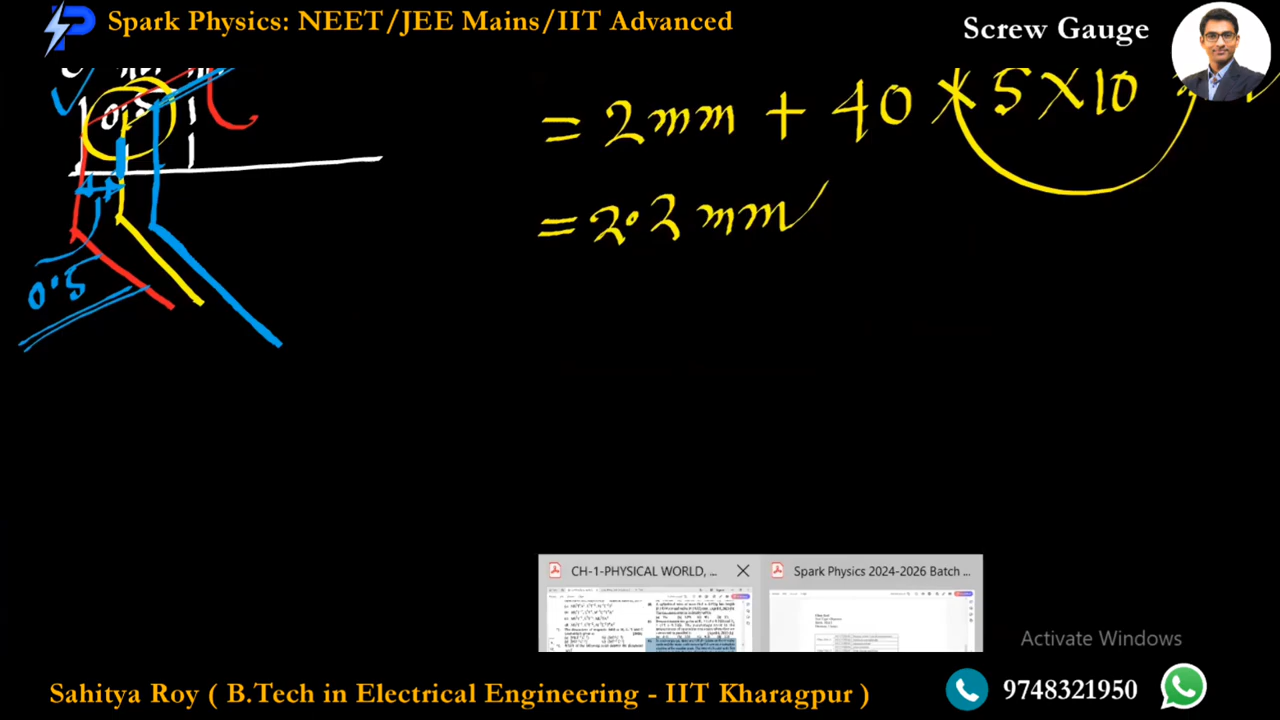 Spark Physics: NEET/JEE Mains/IIT Advanced
Screw Gauge
0.5
= 2mm + 40 × 5×10
= 2.2 mm
0.5
CH-1-PHYSICAL WORLD, ...
Spark Physics 2024-2026 Batch ...
Activate Windows
Sahitya Roy ( B.Tech in Electrical Engineering - IIT Kharagpur )
9748321950